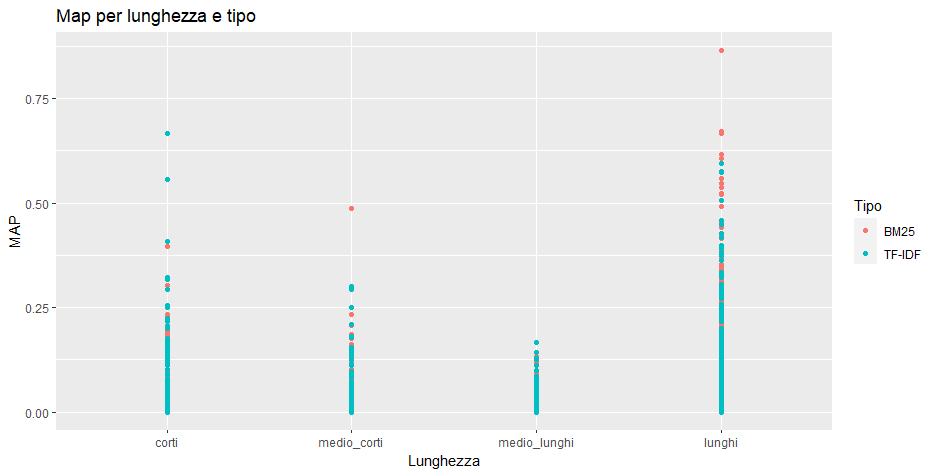 Map per lunghezza e tipo
MAP
0.75
0.50
0.25
0.00
corti
medio_corti
medio_lunghi
lunghi
Lunghezza
Tipo
BM25
TF-IDF